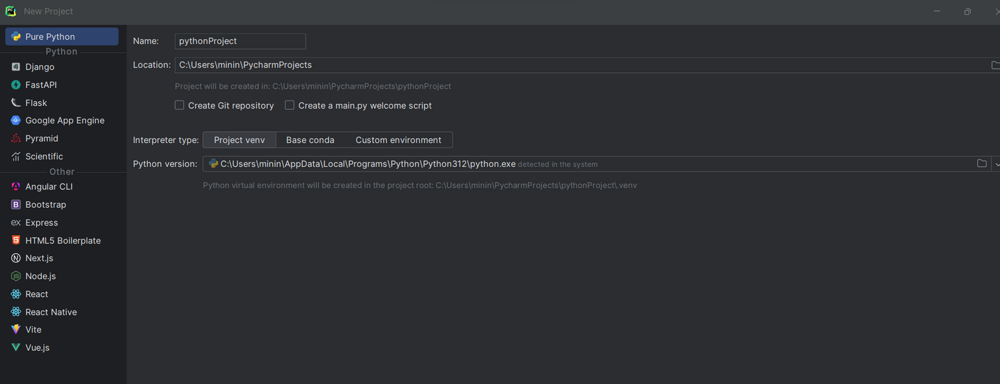 New Project
Pure Python
Python
Django
FastAPI
Flask
Google App Engine
Pyramid
Scientific
Other
Angular CLI
Bootstrap
Express
HTML5 Boilerplate
Next.js
Node.js
React
React Native
Vite
Vue.js
Name: pythonProject
Location: C:\Users\minin\PycharmProjects
Project will be created in: C:\Users\minin\PycharmProjects\pythonProject
Create Git repository Create a main.py welcome script
Interpreter type: Project venv Base conda Custom environment
Python version: C:\Users\minin\AppData\Local\Programs\Python\Python312\python.exe detected in the system
Python virtual environment will be created in the project root: C:\Users\minin\PycharmProjects\pythonProject\.venv